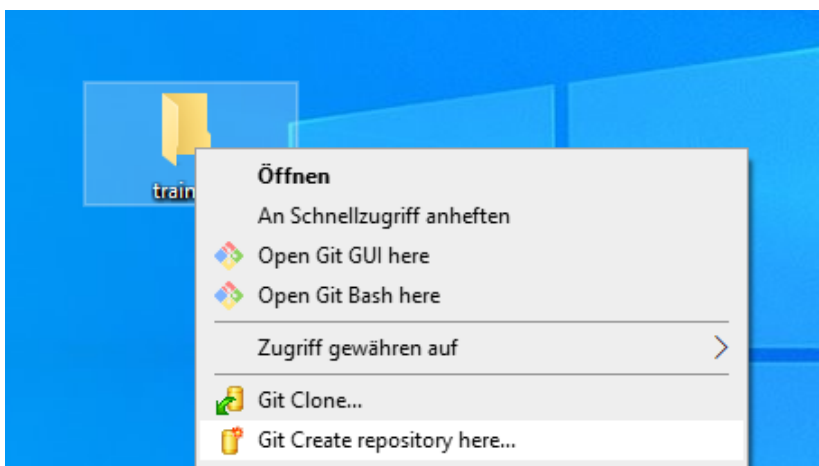 train
Öffnen
An Schnellzugriff anheften
Open Git GUI here
Open Git Bash here
Zugriff gewähren auf
Git Clone...
Git Create repository here...